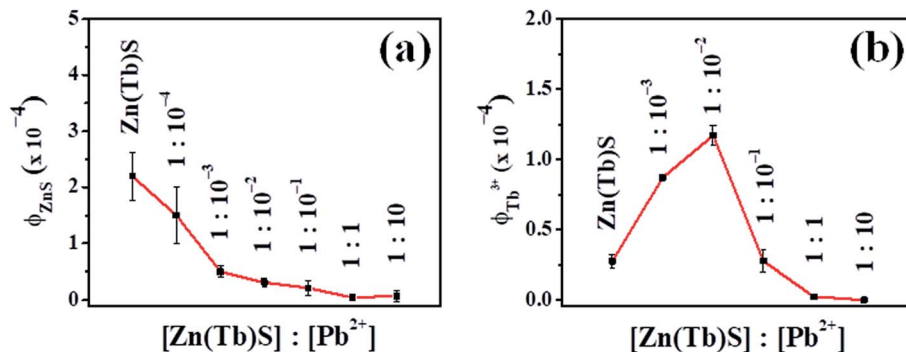 (a)
ϕZnS (x 10⁻⁴)
5
4
3
2
1
0
Zn(Tb)S
1 : 10⁻⁴
1 : 10⁻³
1 : 10⁻²
1 : 10⁻¹
1 : 1
1 : 10
[Zn(Tb)S] : [Pb²⁺]
(b)
ϕTb³⁺ (x 10⁻⁴)
2.0
1.5
1.0
0.5
0.0
Zn(Tb)S
1 : 10⁻³
1 : 10⁻²
1 : 10⁻¹
1 : 1
1 : 10
[Zn(Tb)S] : [Pb²⁺]